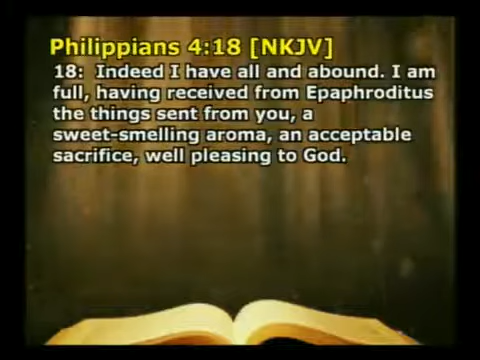 Philippians 4:18 [NKJV]
18:  Indeed I have all and abound. I am
full, having received from Epaphroditus
the things sent from you, a
sweet-smelling aroma, an acceptable
sacrifice, well pleasing to God.